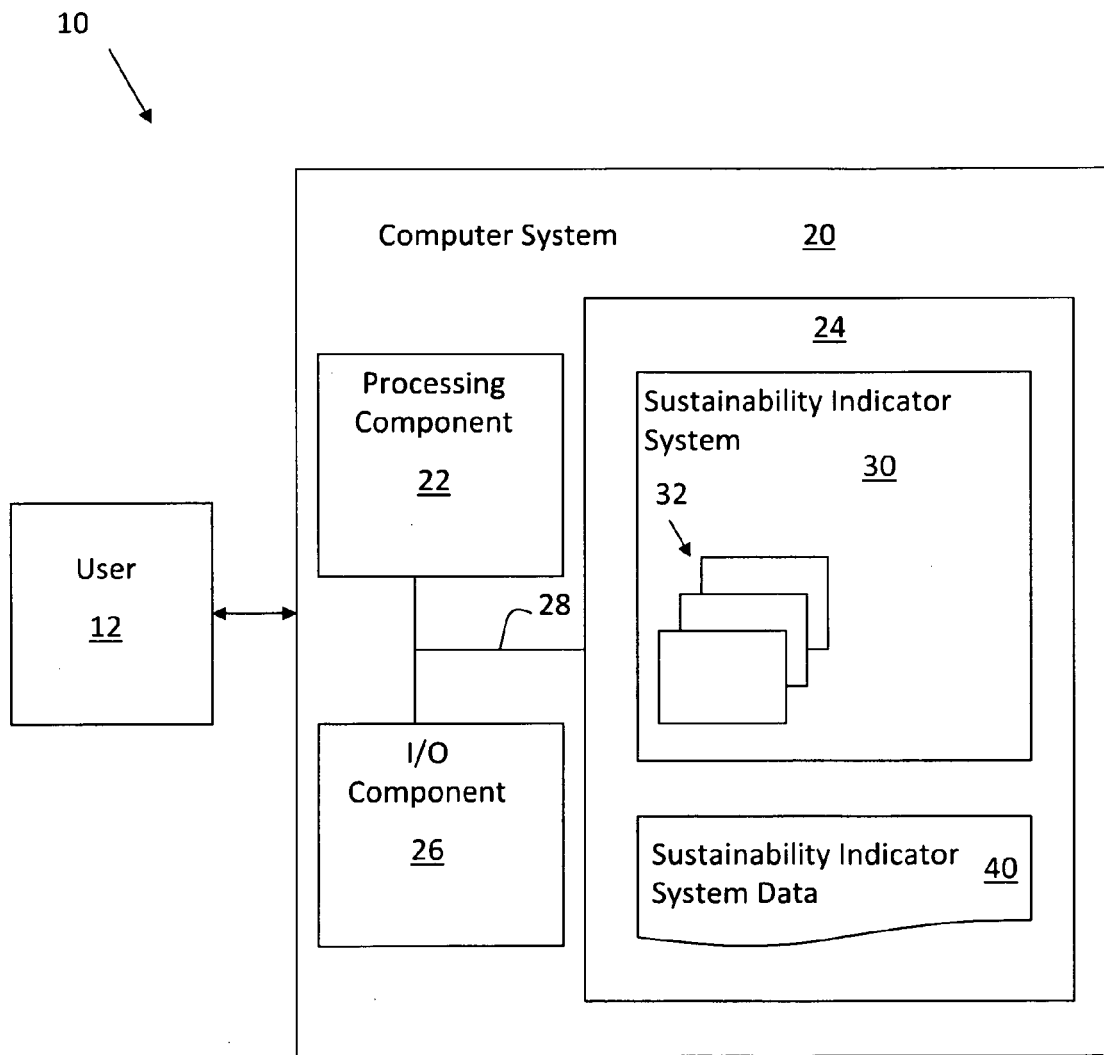 10
Computer System 20
24
Processing
Component
22
Sustainability Indicator
System
30
32
User
12
28
I/O
Component
26
Sustainability Indicator
System Data
40